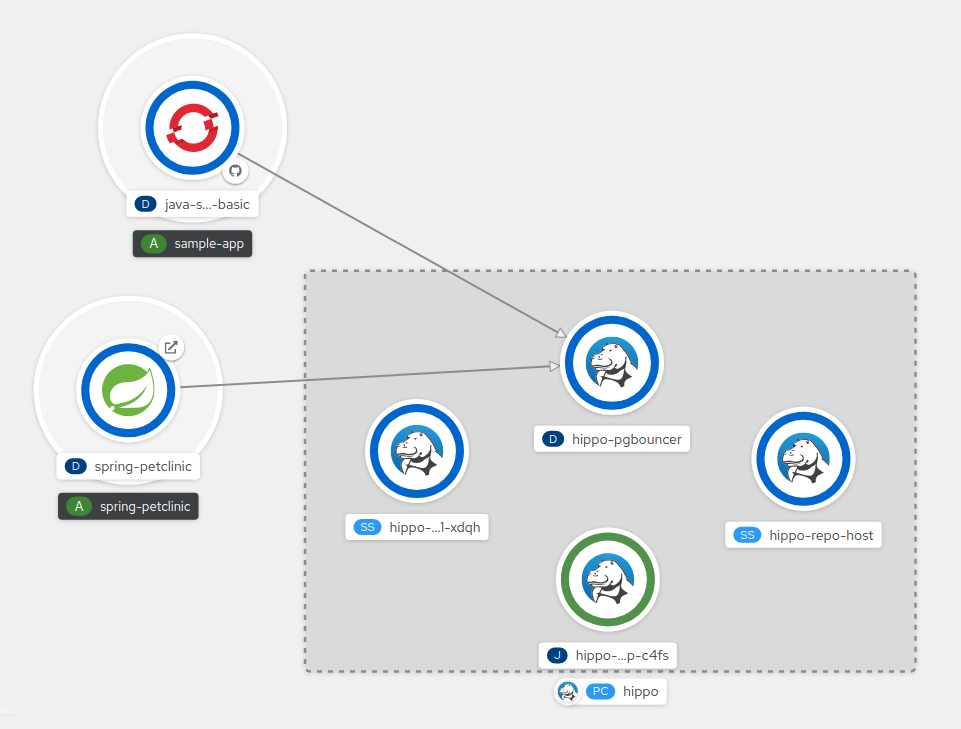 D java-s...-basic
A sample-app
D spring-petclinic
A spring-petclinic
D hippo-pgbouncer
SS hippo-...1-xdqh
SS hippo-repo-host
J hippo-...p-c4fs
PC hippo